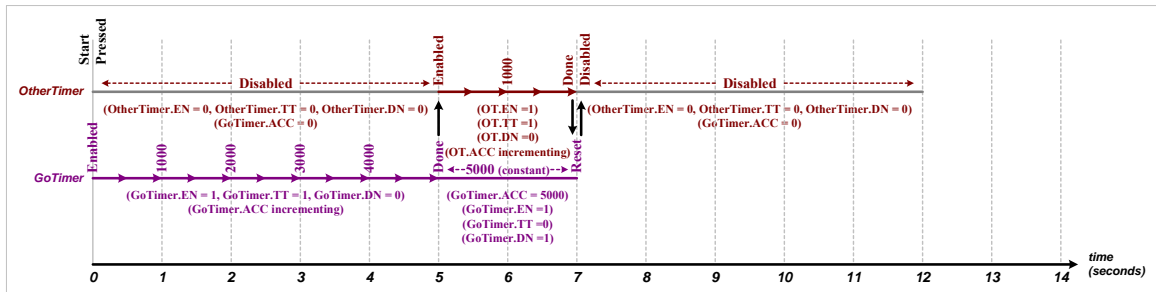 Start
Pressed
Enabled
1000
Done
Disabled
Disabled
Disabled
OtherTimer
(OtherTimer.EN = 0, OtherTimer.TT = 0, OtherTimer.DN = 0)
(GoTimer.ACC = 0)
(OT.EN =1)
(OT.TT =1)
(OT.DN =0)
(OT.ACC incrementing)
(OtherTimer.EN = 0, OtherTimer.TT = 0, OtherTimer.DN = 0)
(GoTimer.ACC = 0)
Enabled
1000
2000
3000
4000
Done
5000 (constant)
Reset
GoTimer
(GoTimer.EN = 1, GoTimer.TT = 1, GoTimer.DN = 0)
(GoTimer.ACC incrementing)
(GoTimer.ACC = 5000)
(GoTimer.EN =1)
(GoTimer.TT =0)
(GoTimer.DN =1)
0 1 2 3 4 5 6 7 8 9 10 11 12 13 14
time
(seconds)